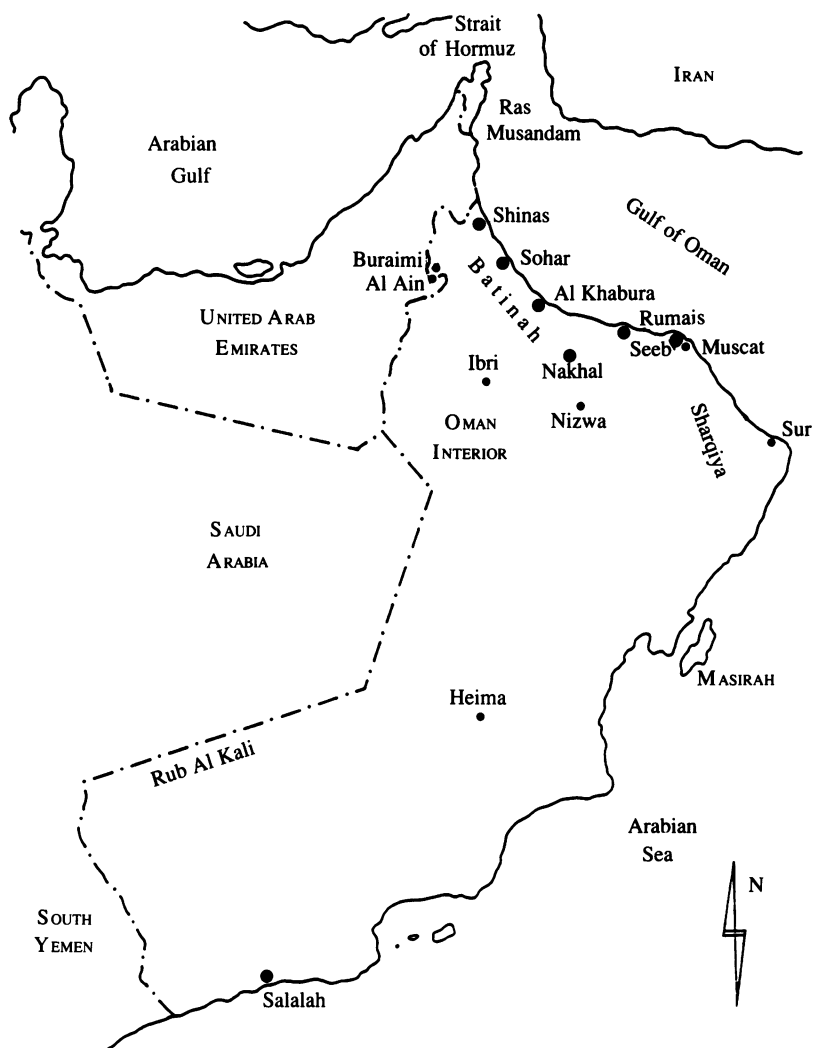 Strait
of Hormuz
IRAN
Ras
Musandam
Arabian
Gulf
Shinas
Gulf of Oman
Buraimi
Al Ain
Sohar
Batinah
Al Khabura
UNITED ARAB
EMIRATES
Rumais
Seeb
Muscat
Ibri
Nakhal
OMAN
INTERIOR
Nizwa
Sharqiya
Sur
SAUDI
ARABIA
MASIRAH
Heima
Rub Al Kali
Arabian
Sea
N
SOUTH
YEMEN
Salalah